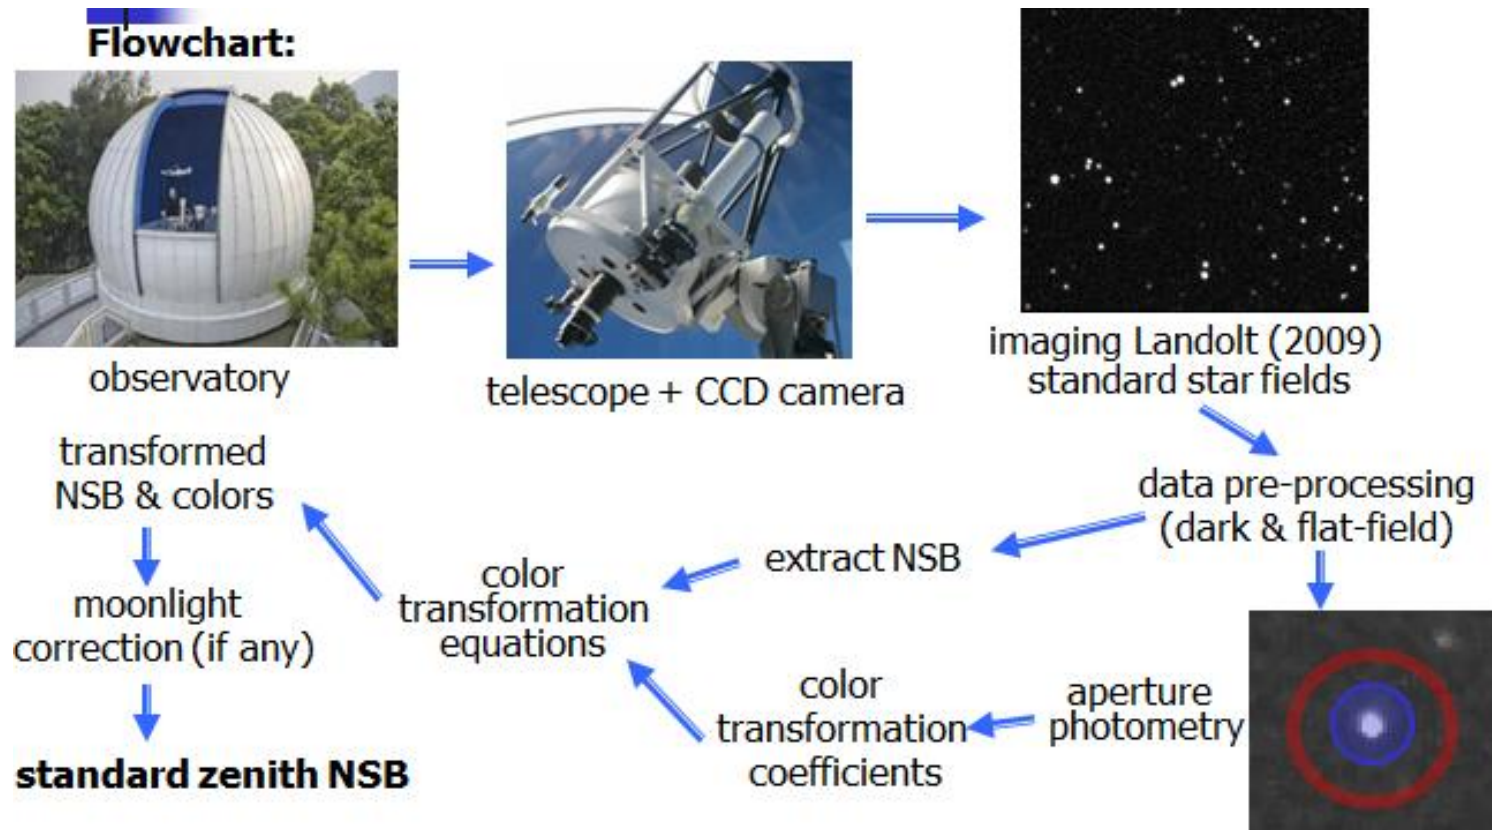 Flowchart:
observatory
telescope + CCD camera
imaging Landolt (2009)
standard star fields
data pre-processing
(dark & flat-field)
extract NSB
aperture
photometry
color
transformation
coefficients
color
transformation
equations
transformed
NSB & colors
moonlight
correction (if any)
standard zenith NSB